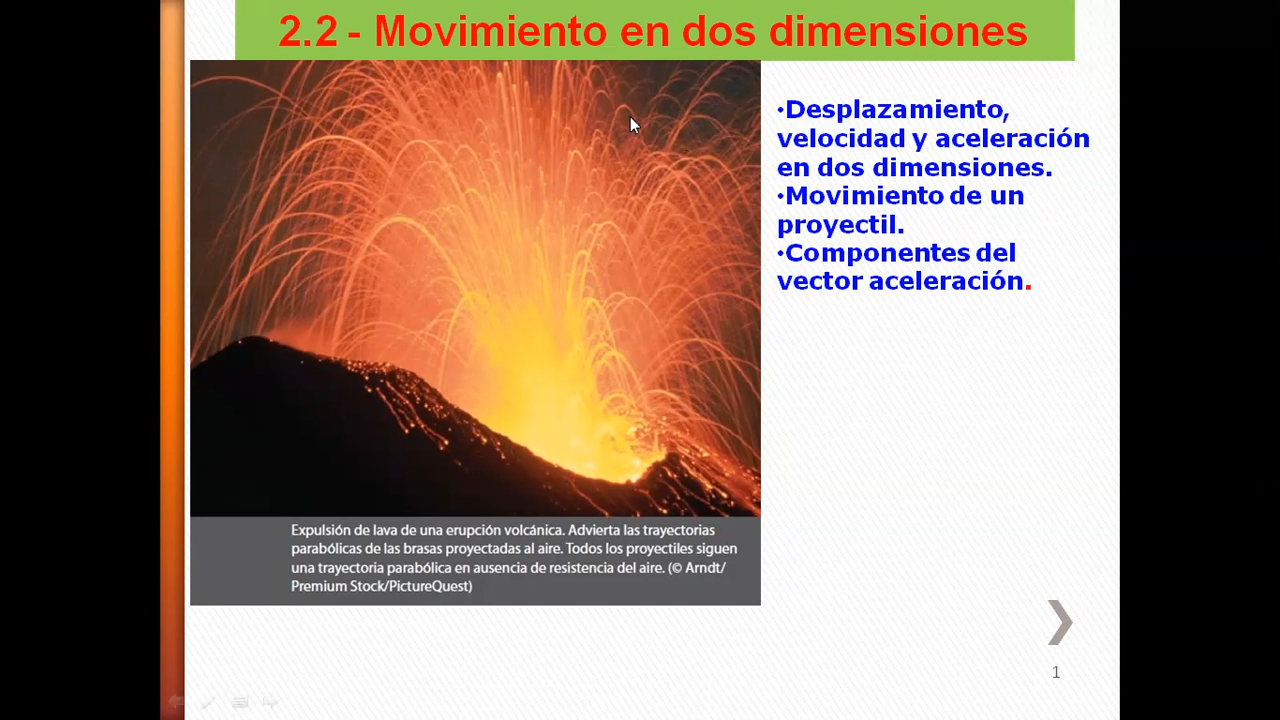 2.2 - Movimiento en dos dimensiones
•Desplazamiento,
velocidad y aceleración
en dos dimensiones.
•Movimiento de un
proyectil.
•Componentes del
vector aceleración.
Expulsión de lava de una erupción volcánica. Advierta las trayectorias
parabólicas de las brasas proyectadas al aire. Todos los proyectiles siguen
una trayectoria parabólica en ausencia de resistencia del aire. (© Arndt/
Premium Stock/PictureQuest)
1